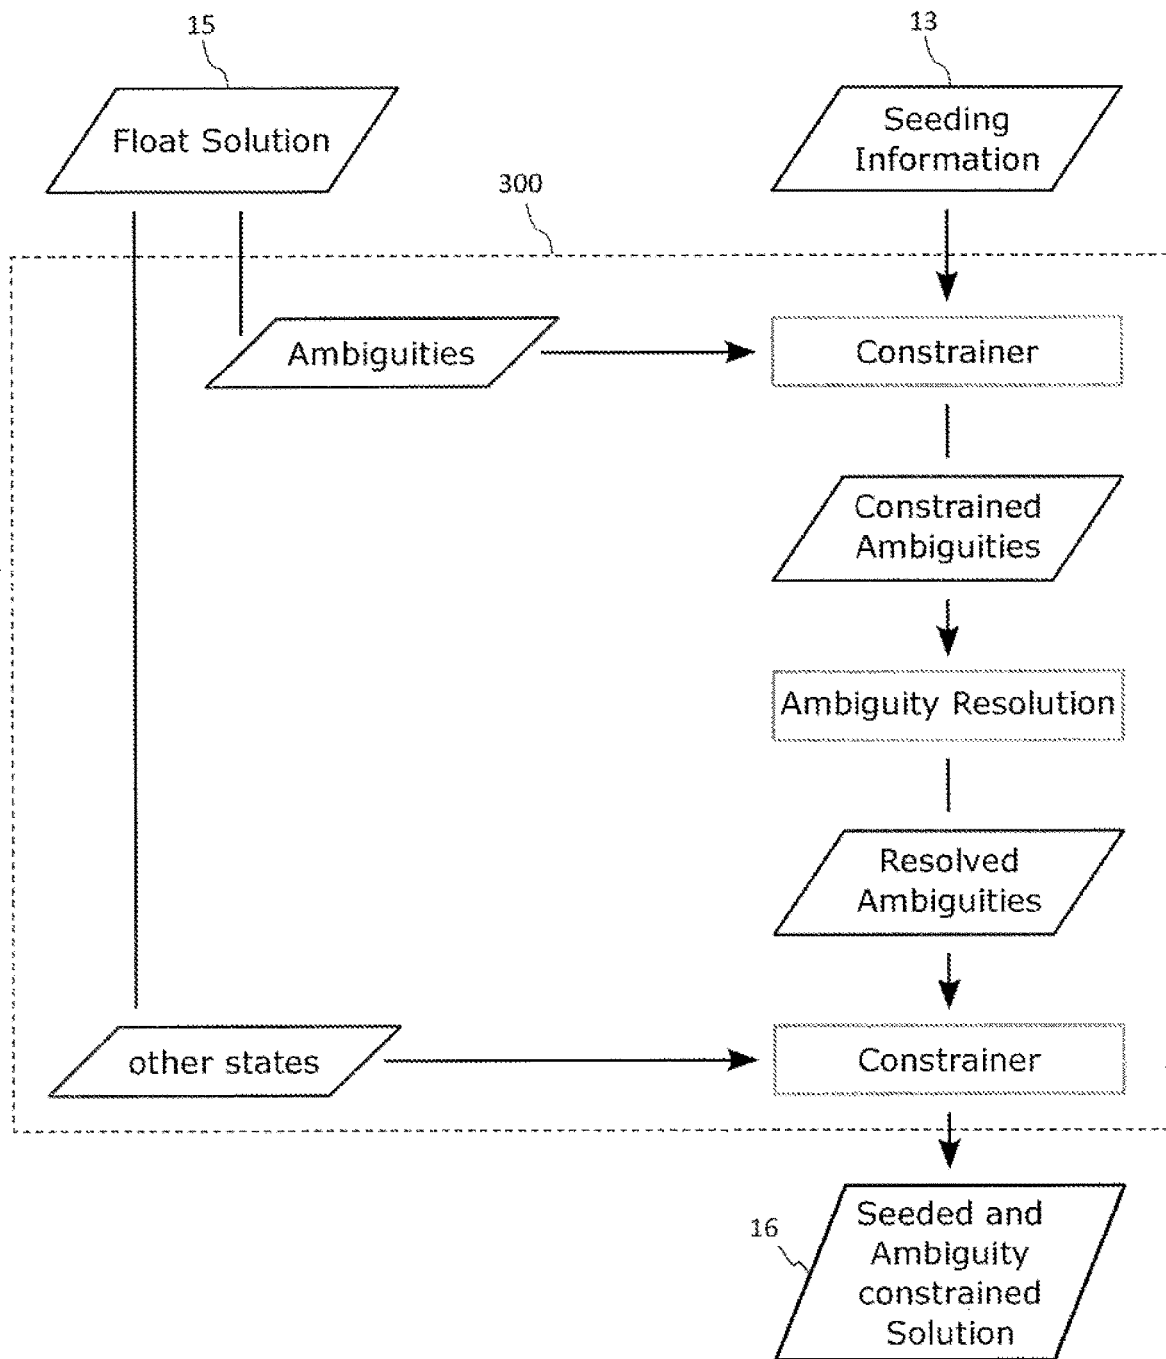 15
13
Float Solution
Seeding
Information
300
Ambiguities
Constrainer
Constrained
Ambiguities
Ambiguity Resolution
Resolved
Ambiguities
other states
Constrainer
16
Seeded and
Ambiguity
constrained
Solution